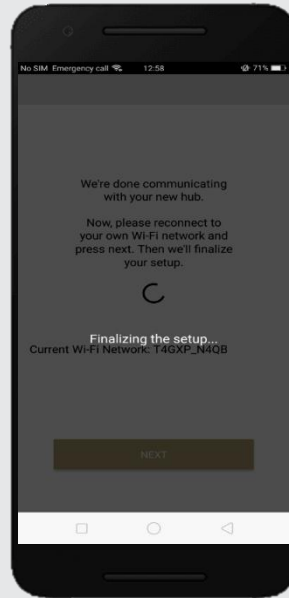 No SIM Emergency call 12:58 71%
We're done communicating
with your new hub.
Now, please reconnect to
your own Wi-Fi network and
press next. Then we'll finalize
your setup.
Finalizing the setup...
Current Wi-Fi Network: T4GXP_N4QB
NEXT